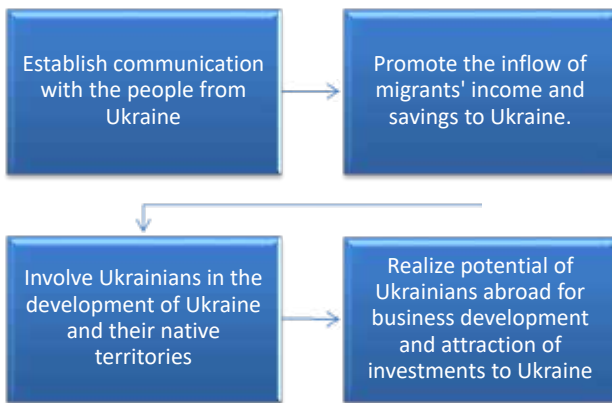 Establish communication
with the people from
Ukraine
Promote the inflow of
migrants' income and
savings to Ukraine.
Involve Ukrainians in the
development of Ukraine
and their native
territories
Realize potential of
Ukrainians abroad for
business development
and attraction of
investments to Ukraine